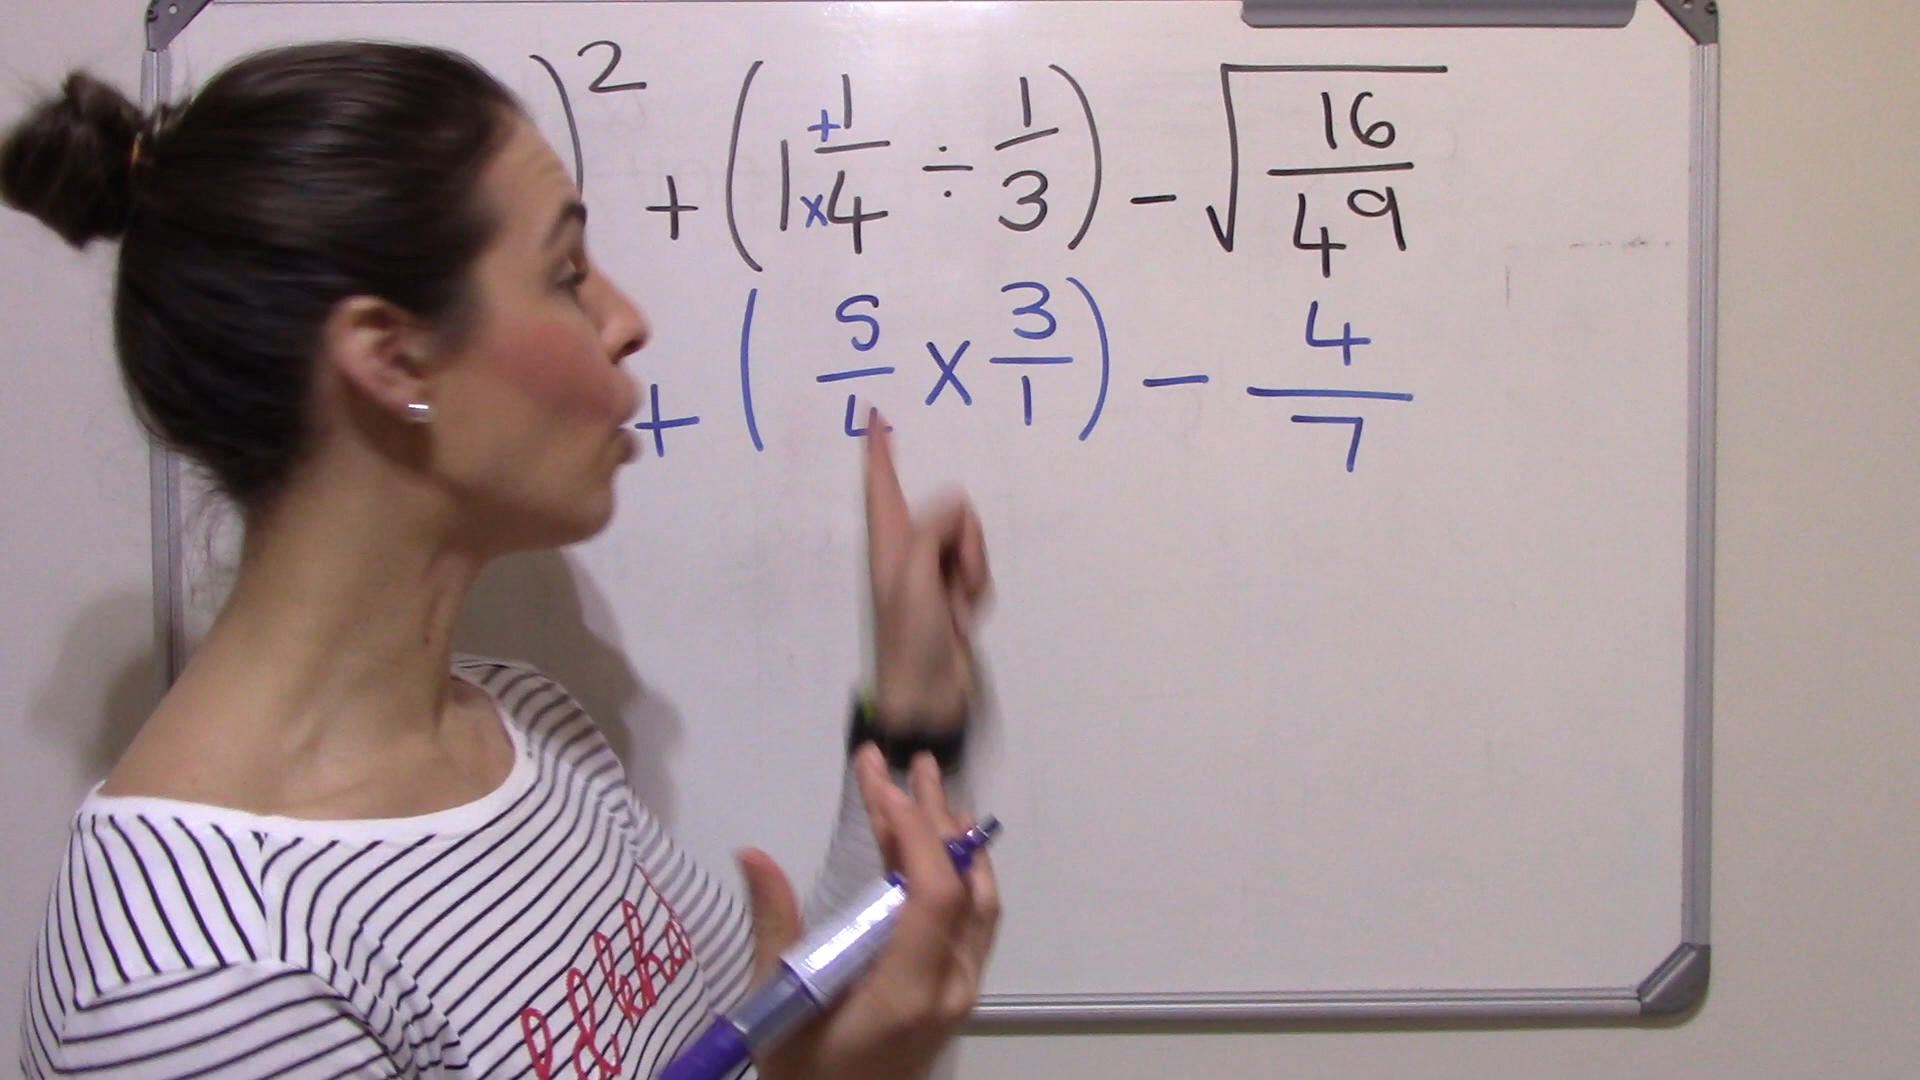 )² + (1 + 1/4 × ÷ 1/3) - √16/49
+ (5/4 × 3/1) - 4/7